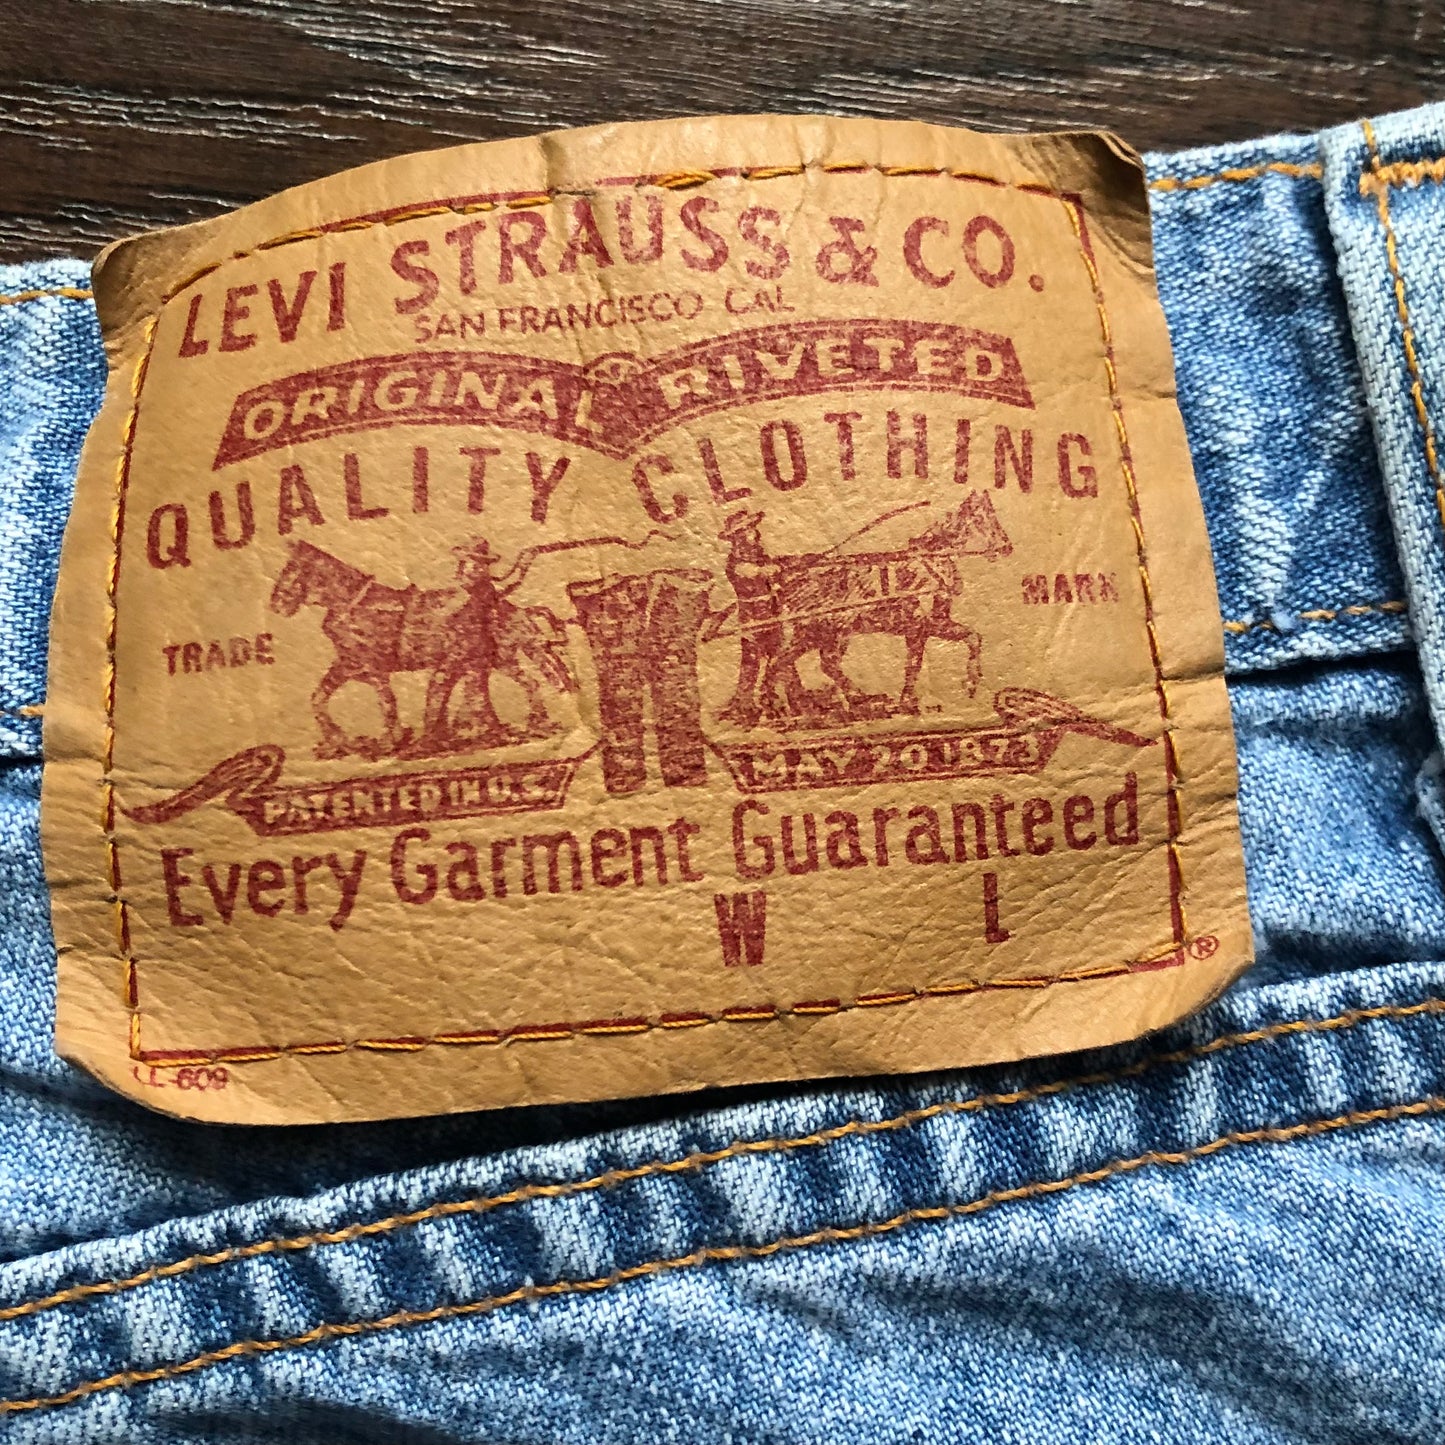 LEVI STRAUSS & CO.
SAN FRANCISCO CAL
ORIGINAL RIVETED
QUALITY CLOTHING
TRADE MARK
PATENTED IN U.S. MAY 20 1873
Every Garment Guaranteed
W L
®
LL-609